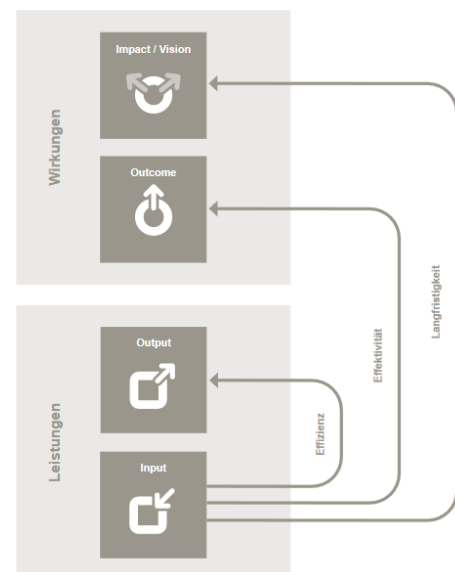 Impact / Vision
Wirkungen
Outcome
Langfristigkeit
Effektivität
Output
Leistungen
Effizienz
Input